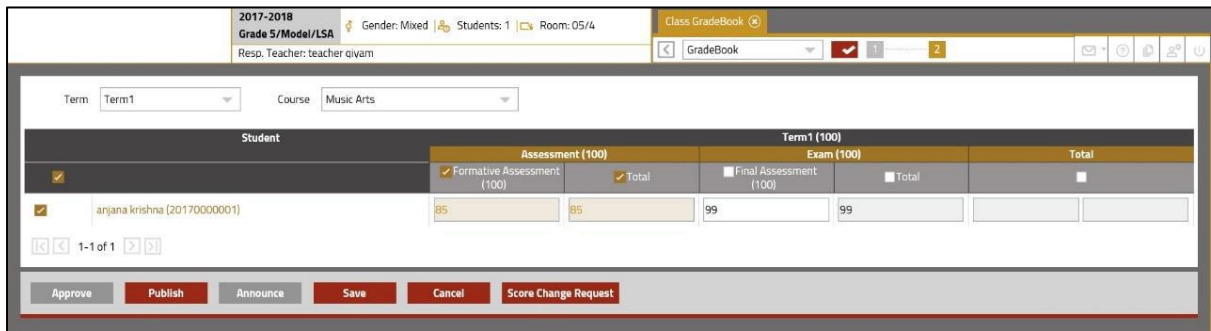 2017-2018
Grade 5/Model/LSA
Gender: Mixed
Students: 1
Room: 05/4
Resp. Teacher: teacher qiyam
Class GradeBook
GradeBook
1
2
Term Term1 Course Music Arts
Student Term1 (100)
Assessment (100) Exam (100) Total
Formative Assessment (100) Total Final Assessment (100) Total
anjana krishna (20170000001) 85 85 99 99
1-1 of 1
Approve Publish Announce Save Cancel Score Change Request